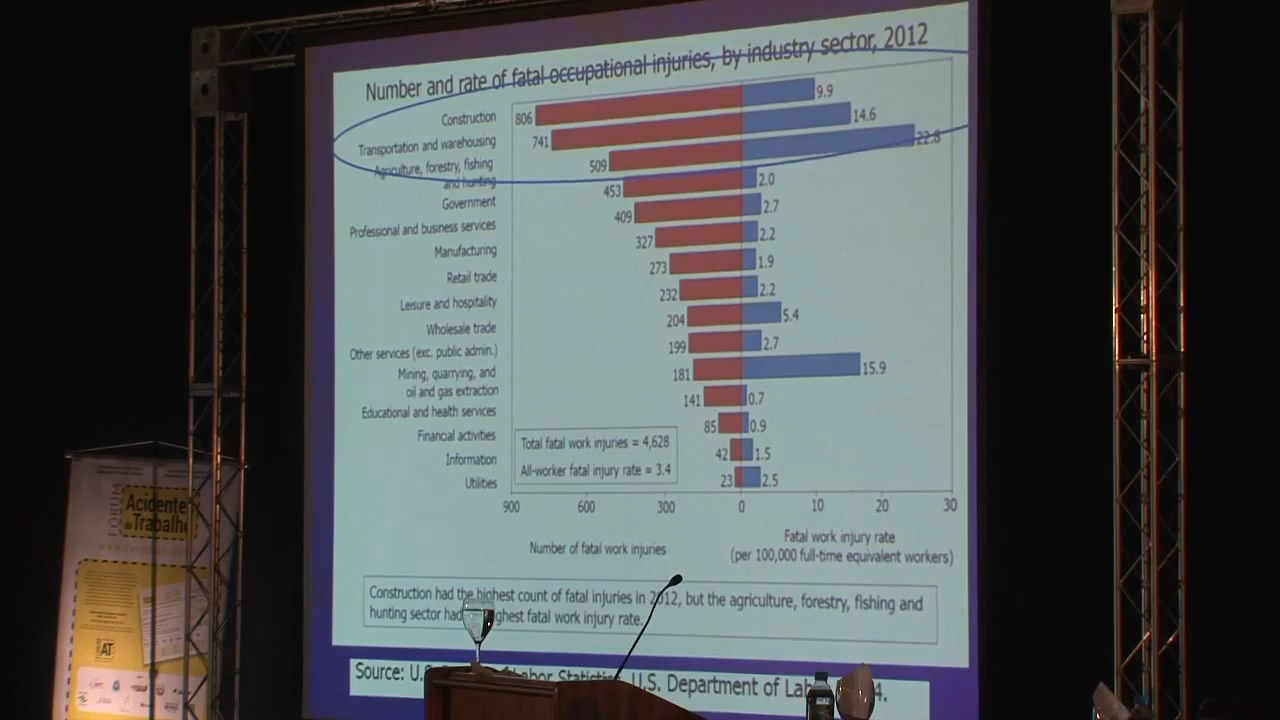 Number and rate of fatal occupational injuries, by industry sector, 2012
Construction 806 9.9
Transportation and warehousing 741 14.6
Agriculture, forestry, fishing
and hunting 509 22.8
Government 453 2.0
Professional and business services 409 2.7
Manufacturing 327 2.2
Retail trade 273 1.9
Leisure and hospitality 232 2.2
Wholesale trade 204 5.4
Other services (exc. public admin.) 199 2.7
Mining, quarrying, and
oil and gas extraction 181 15.9
Educational and health services 141 0.7
Financial activities 85 0.9
Information 42 1.5
Utilities 23 2.5
Total fatal work injuries = 4,628
All-worker fatal injury rate = 3.4
900 600 300 0 10 20 30
Number of fatal work injuries
Fatal work injury rate
(per 100,000 full-time equivalent workers)
Construction had the highest count of fatal injuries in 2012, but the agriculture, forestry, fishing and
hunting sector had ghest fatal work injury rate.
Source: U.S. Department of
FÓRUM
Acidente
do Trabalho
AT